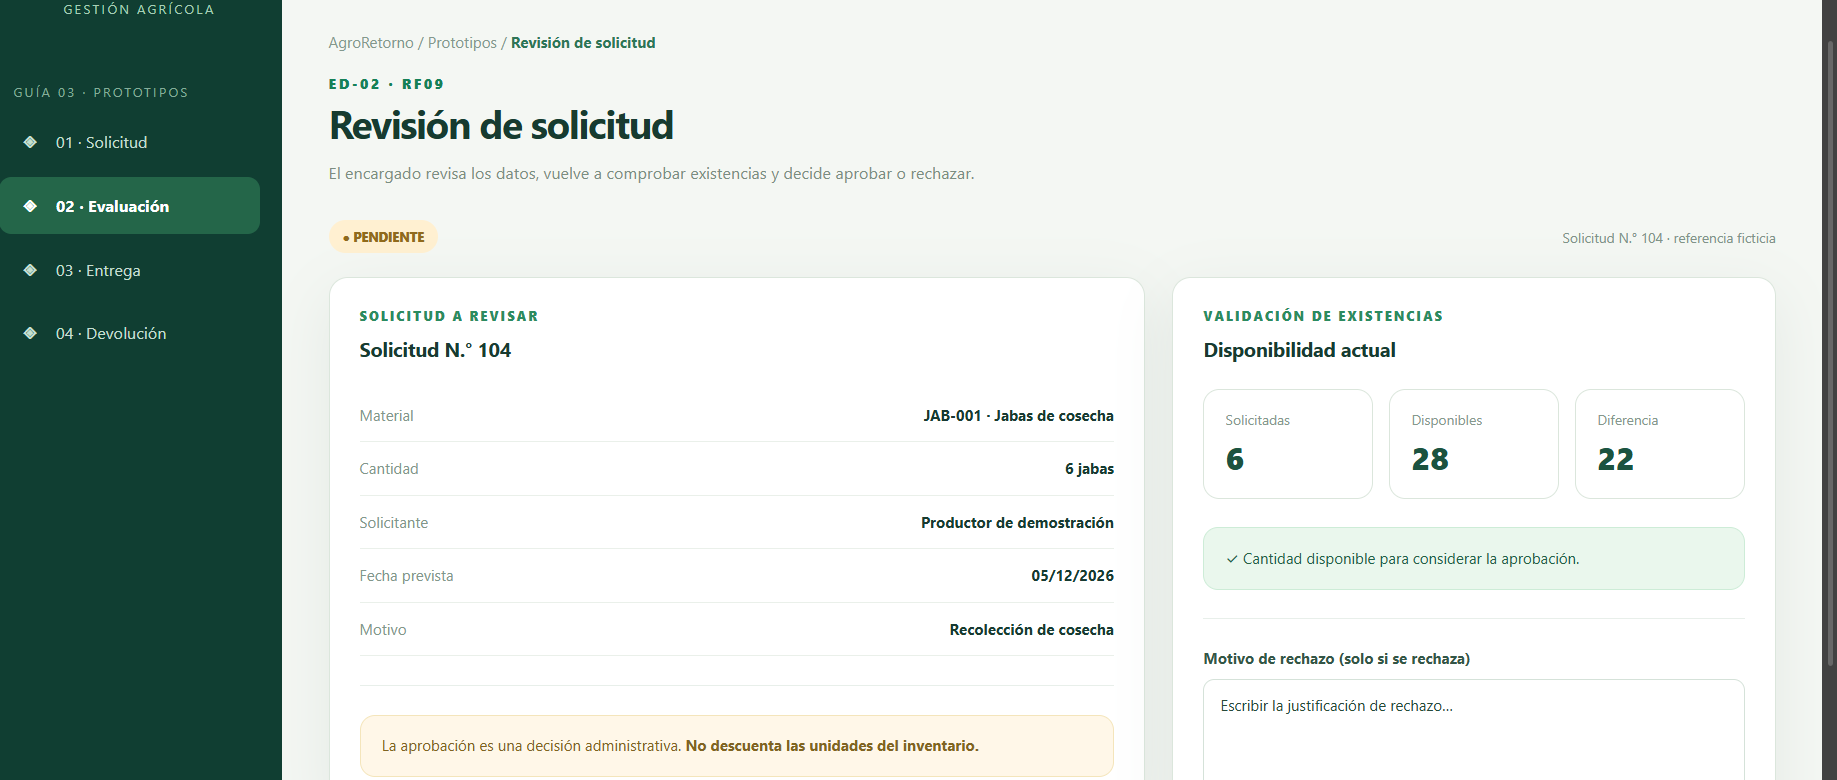 GESTIÓN AGRÍCOLA
GUÍA 03 · PROTOTIPOS
01 · Solicitud
02 · Evaluación
03 · Entrega
04 · Devolución
AgroRetorno / Prototipos / Revisión de solicitud
ED-02 · RF09
Revisión de solicitud
El encargado revisa los datos, vuelve a comprobar existencias y decide aprobar o rechazar.
● PENDIENTE
Solicitud N.° 104 · referencia ficticia
SOLICITUD A REVISAR
Solicitud N.° 104
Material JAB-001 · Jabas de cosecha
Cantidad 6 jabas
Solicitante Productor de demostración
Fecha prevista 05/12/2026
Motivo Recolección de cosecha
La aprobación es una decisión administrativa. No descuenta las unidades del inventario.
VALIDACIÓN DE EXISTENCIAS
Disponibilidad actual
Solicitadas Disponibles Diferencia
6 28 22
✓ Cantidad disponible para considerar la aprobación.
Motivo de rechazo (solo si se rechaza)
Escribir la justificación de rechazo...